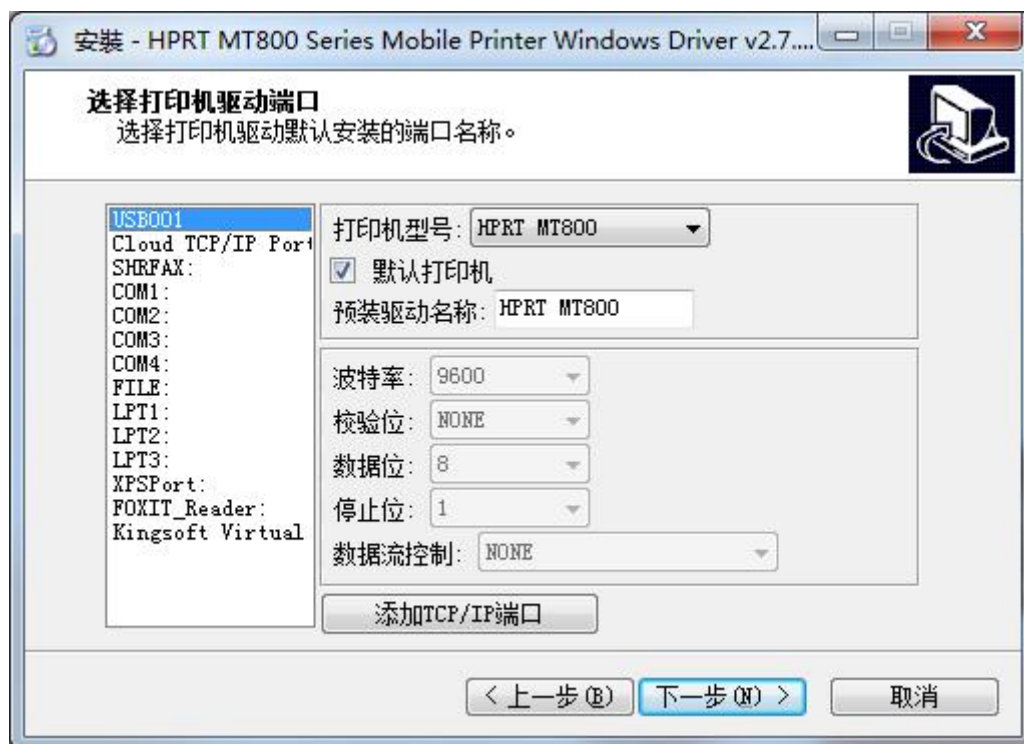 安裝 - HPRT MT800 Series Mobile Printer Windows Driver v2.7....
选择打印机驱动端口
选择打印机驱动默认安装的端口名称。
USB001
Cloud TCP/IP Port
SHRFAX:
COM1:
COM2:
COM3:
COM4:
FILE:
LPT1:
LPT2:
LPT3:
XPSPort:
FOXIT_Reader:
Kingsoft Virtual
打印机型号: HPRT MT800
默认打印机
预装驱动名称: HPRT MT800
波特率: 9600
校验位: NONE
数据位: 8
停止位: 1
数据流控制: NONE
添加TCP/IP端口
< 上一步(B)
下一步(N) >
取消